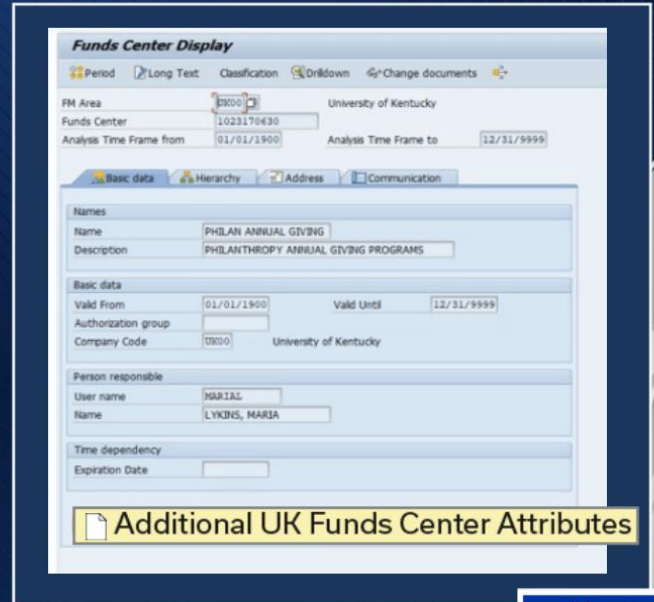 Funds Center Display
Period Long Text Classification Drilldown Change documents
FM Area UK00 University of Kentucky
Funds Center 1023170630
Analysis Time Frame from 01/01/1900 Analysis Time Frame to 12/31/9999
Basic data Hierarchy Address Communication
Names
Name PHILAN ANNUAL GIVING
Description PHILANTHROPY ANNUAL GIVING PROGRAMS
Basic data
Valid From 01/01/1900 Valid Until 12/31/9999
Authorization group
Company Code UK00 University of Kentucky
Person responsible
User name MARIAL
Name LYKINS, MARIA
Time dependency
Expiration Date
Additional UK Funds Center Attributes